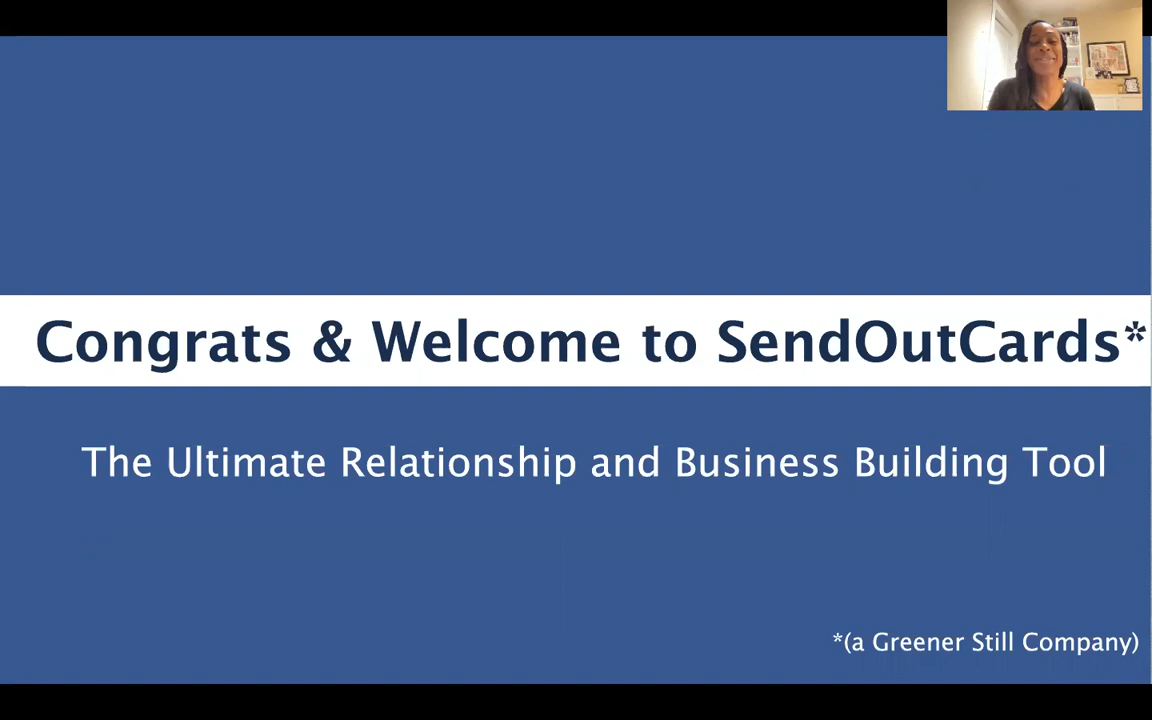 Congrats & Welcome to SendOutCards*
The Ultimate Relationship and Business Building Tool
*(a Greener Still Company)